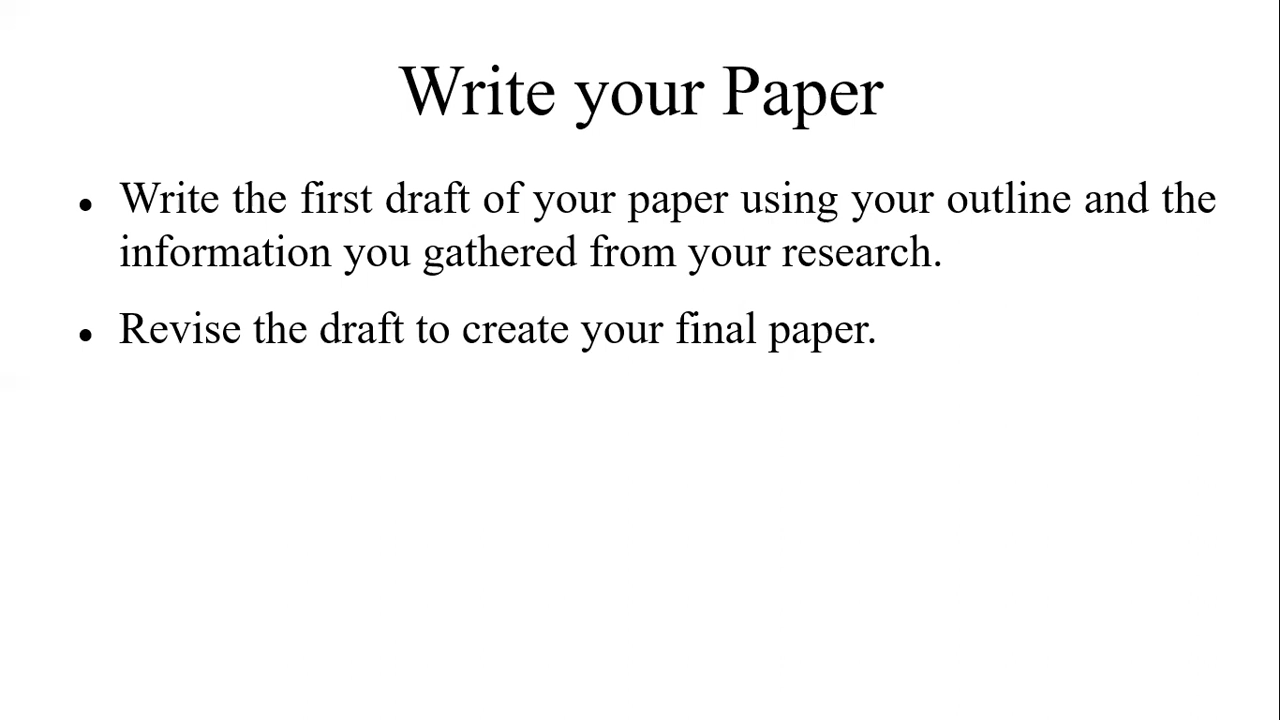 Write your Paper
• Write the first draft of your paper using your outline and the
information you gathered from your research.
• Revise the draft to create your final paper.